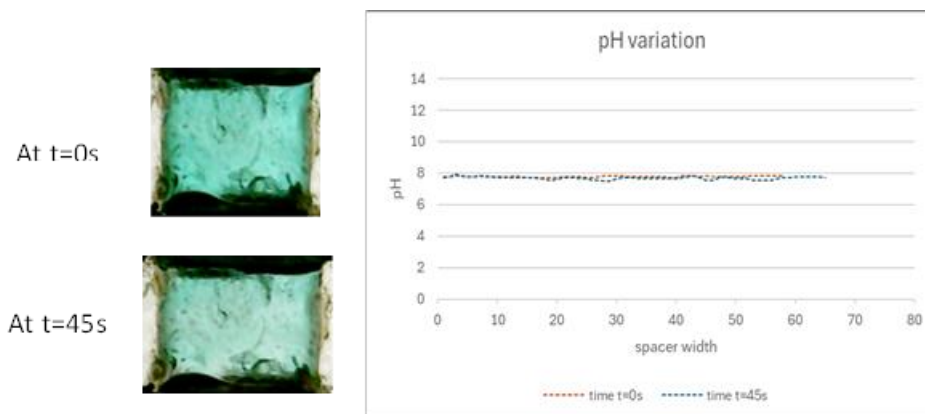 pH variation
At t=0s
At t=45s
14
12
10
8
6
4
2
0
pH
0 10 20 30 40 50 60 70 80
spacer width
time t=0s time t=45s